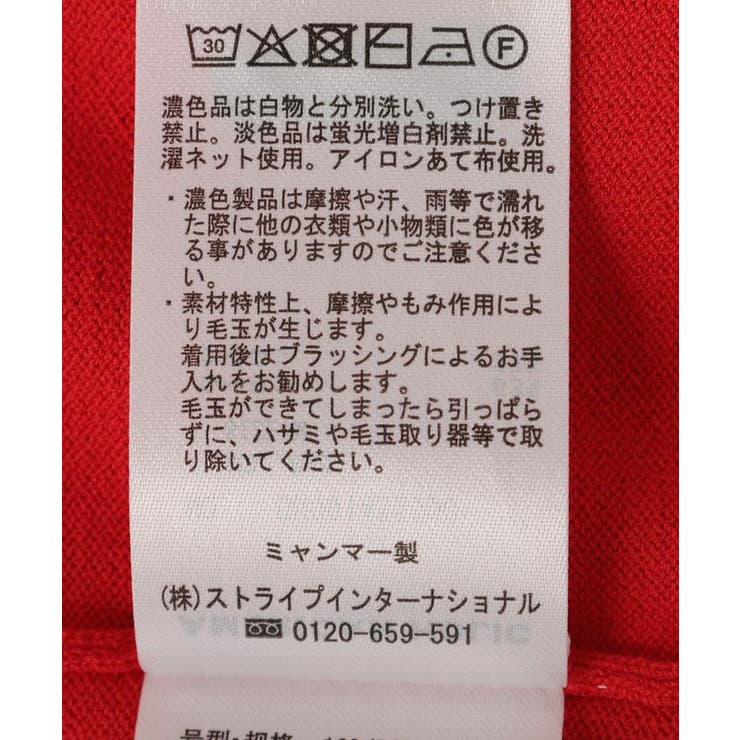 30 F
濃色品は白物と分別洗い。つけ置き
禁止。淡色品は蛍光増白剤禁止。洗
濯ネット使用。アイロンあて布使用。
・濃色製品は摩擦や汗、雨等で濡れ
た際に他の衣類や小物類に色が移
る事がありますのでご注意くださ
い。
・素材特性上、摩擦やもみ作用によ
り毛玉が生じます。
着用後はブラッシングによるお手
入れをお勧めします。
毛玉ができてしまったら引っぱら
ずに、ハサミや毛玉取り器等で取
り除いてください。
ミャンマー製
(株)ストライプインターナショナル
0120-659-591
号型・规格